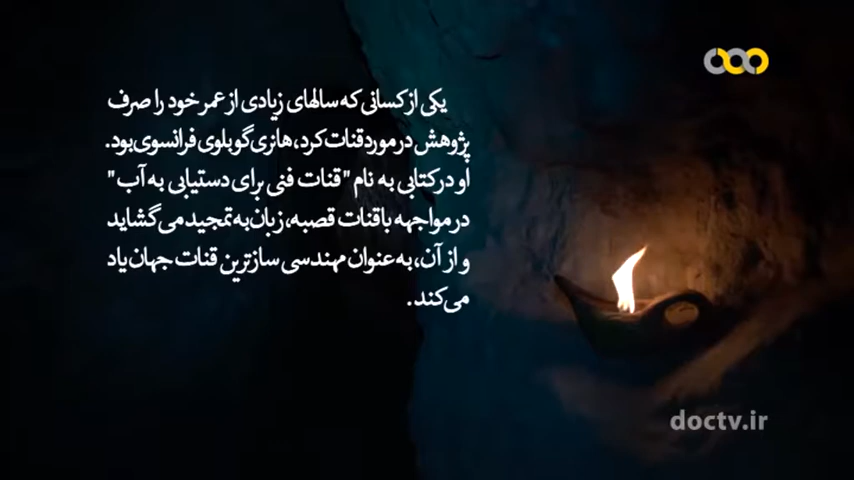 یکی از کسانی که سالهای زیادی از عمر خود را صرف
پژوهش در مورد قنات کرد، هانری گوبلوی فرانسوی بود.
او در کتابی به نام "قنات فنی برای دستیابی به آب"
در مواجهه با قنات قصبه، زبان به تمجید می گشاید
و از آن، به عنوان مهندسی سازترین قنات جهان یاد
می کند.
doctv.ir